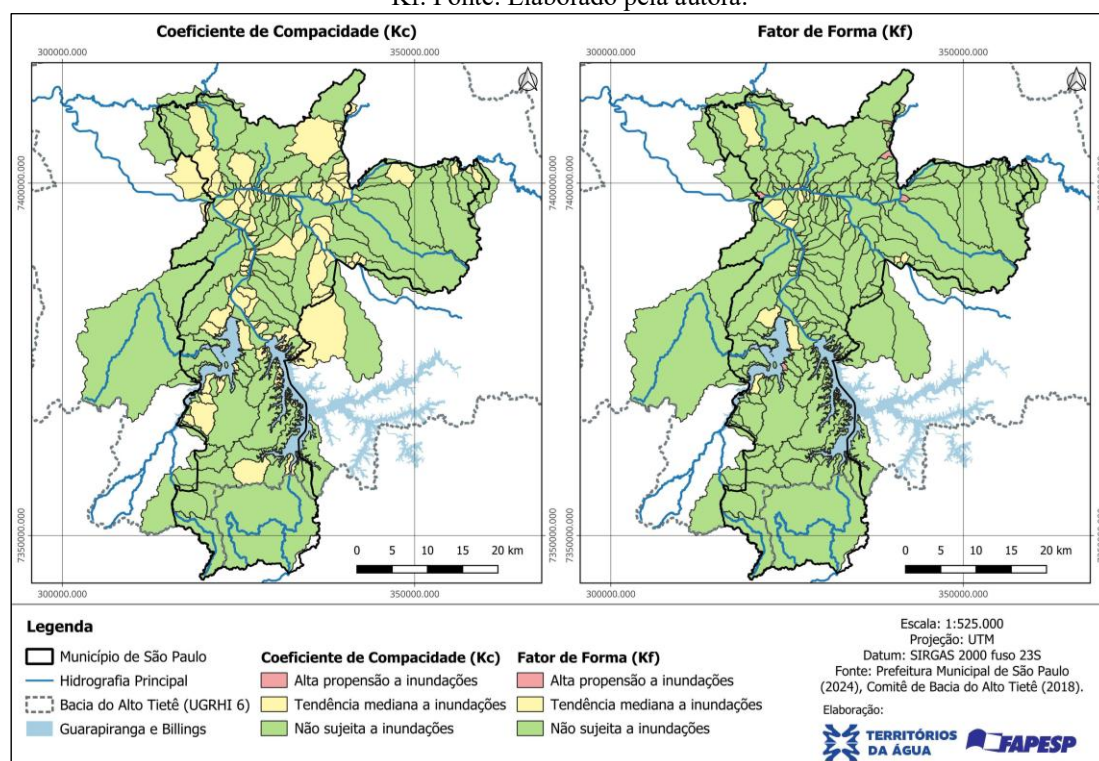 Kf. Fonte: Elaborado pela autora.
Coeficiente de Compacidade (Kc)
300000.000
350000.000
7400000.000
7350000.000
300000.000
350000.000
0 5 10 15 20 km
Fator de Forma (Kf)
300000.000
350000.000
7400000.000
7350000.000
300000.000
350000.000
0 5 10 15 20 km
Legenda
Município de São Paulo
Hidrografia Principal
Bacia do Alto Tietê (UGRHI 6)
Guarapiranga e Billings
Coeficiente de Compacidade (Kc)
Alta propensão a inundações
Tendência mediana a inundações
Não sujeita a inundações
Fator de Forma (Kf)
Alta propensão a inundações
Tendência mediana a inundações
Não sujeita a inundações
Escala: 1:525.000
Projeção: UTM
Datum: SIRGAS 2000 fuso 23S
Fonte: Prefeitura Municipal de São Paulo
(2024), Comitê de Bacia do Alto Tietê (2018).
Elaboração:
TERRITÓRIOS
DA ÁGUA
FAPESP